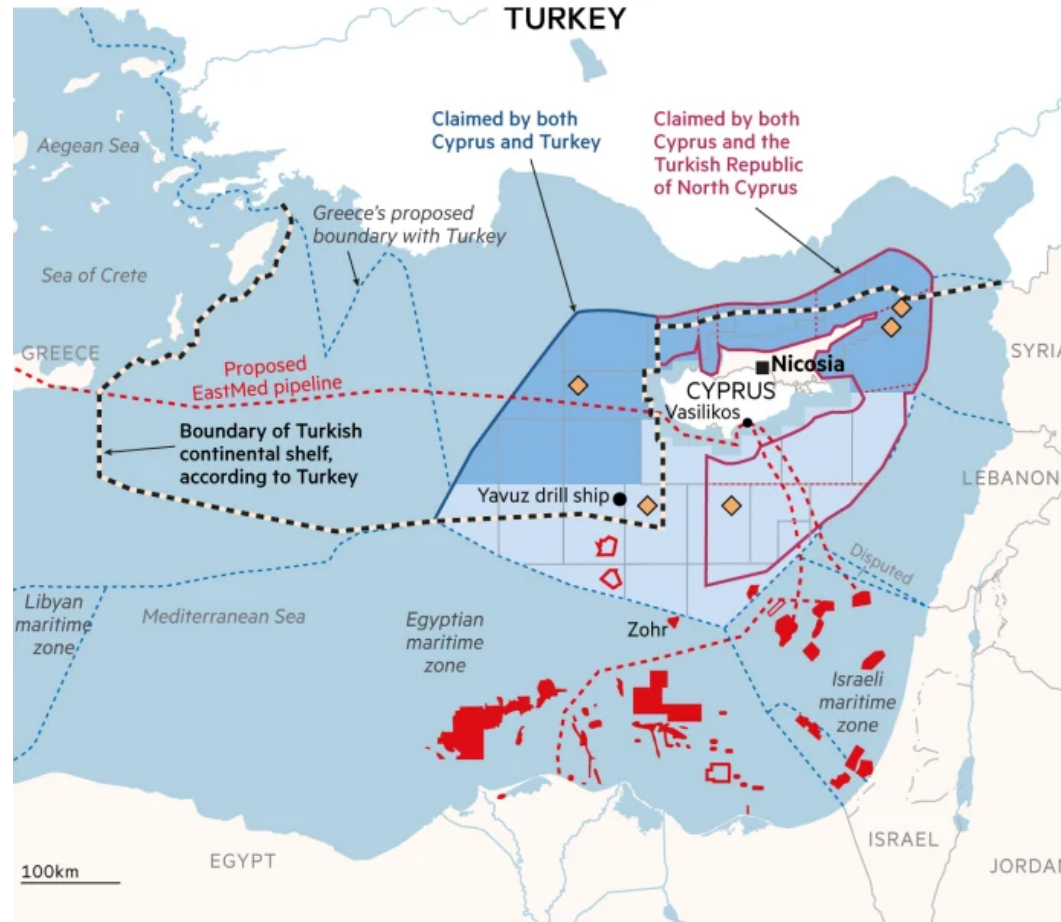 TURKEY
Claimed by both
Cyprus and Turkey
Claimed by both
Cyprus and the
Turkish Republic
of North Cyprus
Aegean Sea
Greece's proposed
boundary with Turkey
Sea of Crete
GREECE
Proposed
EastMed pipeline
Nicosia
CYPRUS
Vasilikos
SYRIA
Boundary of Turkish
continental shelf,
according to Turkey
Yavuz drill ship
LEBANON
Disputed
Libyan
maritime
zone
Mediterranean Sea
Egyptian
maritime
zone
Zohr
Israeli
maritime
zone
ISRAEL
EGYPT
JORDAN
100km